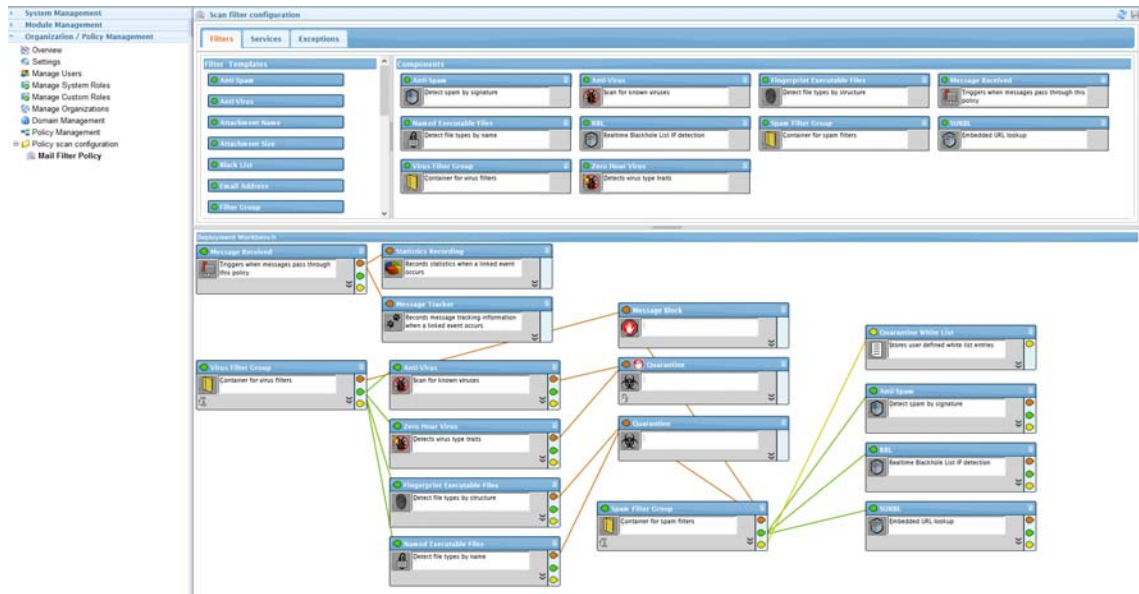 System Management
Module Management
Organization / Policy Management
Overview
Settings
Manage Users
Manage System Roles
Manage Custom Roles
Manage Organizations
Domain Management
Policy Management
Policy scan configuration
Mail Filter Policy
Scan filter configuration
Filters
Services
Exceptions
Filter Templates
Anti Spam
Anti Virus
Attachment Name
Attachment Size
Black List
Email Address
Filter Group
Components
Anti Spam
Detect spam by signature
Anti Virus
Scan for known viruses
Fingerprint Executable Files
Detect file types by structure
Message Received
Triggers when messages pass through this
policy
Named Executable Files
Detect file types by name
RBL
Realtime Blackhole List IP detection
Spam Filter Group
Container for spam filters
SURBL
Embedded URL lookup
Virus Filter Group
Container for virus filters
Zero Hour Virus
Detects virus type traits
Deployment Workbench
Message Received
Triggers when messages pass through
this policy
Statistics Recording
Records statistics when a linked event
occurs
Message Tracker
Records message tracking information
when a linked event occurs
Message Block
Quarantine White List
Stores user defined white list entries
Virus Filter Group
Container for virus filters
Anti Virus
Scan for known viruses
Quarantine
Anti Spam
Detect spam by signature
Zero Hour Virus
Detects virus type traits
Quarantine
RBL
Realtime Blackhole List IP detection
Fingerprint Executable Files
Detect file types by structure
Spam Filter Group
Container for spam filters
SURBL
Embedded URL lookup
Named Executable Files
Detect file types by name